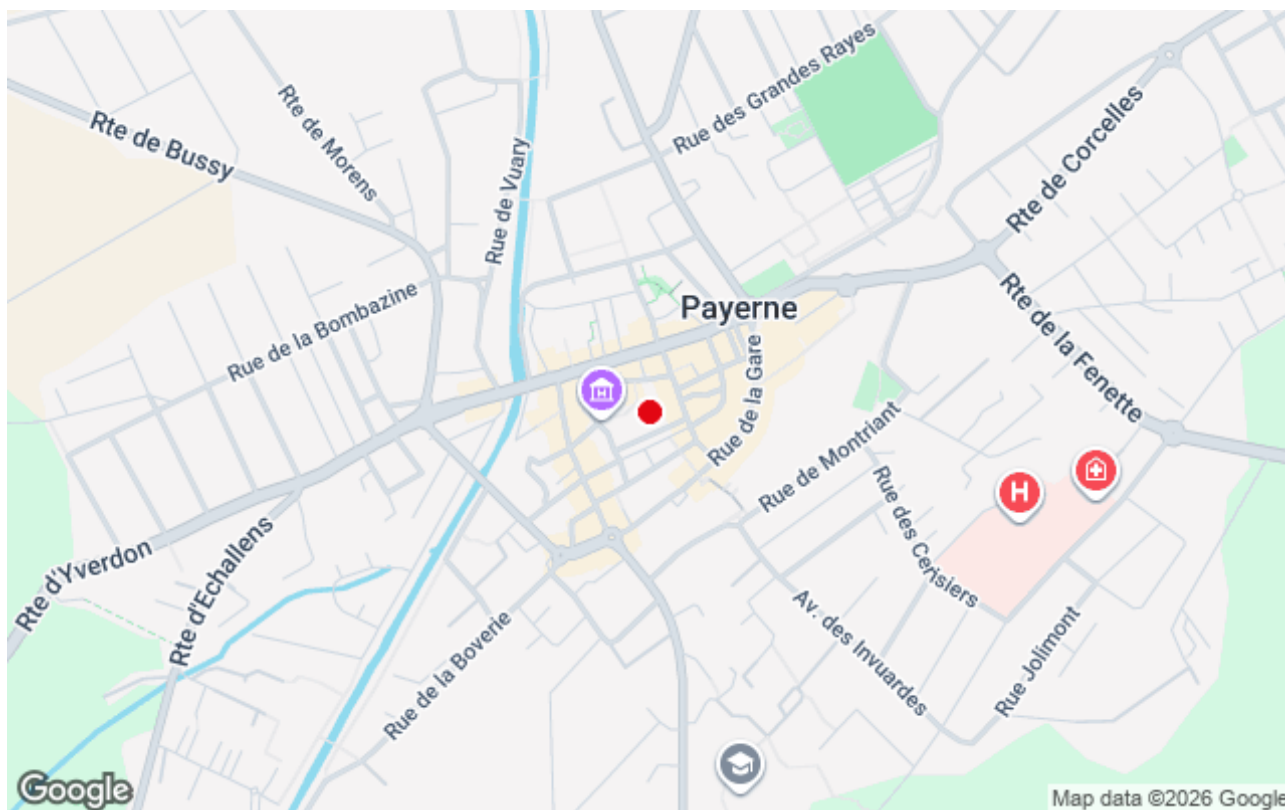 Rte de Bussy
Rte de Morens
Rue de Vuary
Rue des Grandes Rayes
Rte de Corcelles
Rue de la Bombazine
Payerne
Rte de la Fenette
Rue de la Gare
Rue de Montriant
H
Rue des Cerisiers
Rte d'Yverdon
Rte d'Echallens
Rue de la Boverie
Av. des Invuardes
Rue Jolimont
Google
Map data ©2026 Google